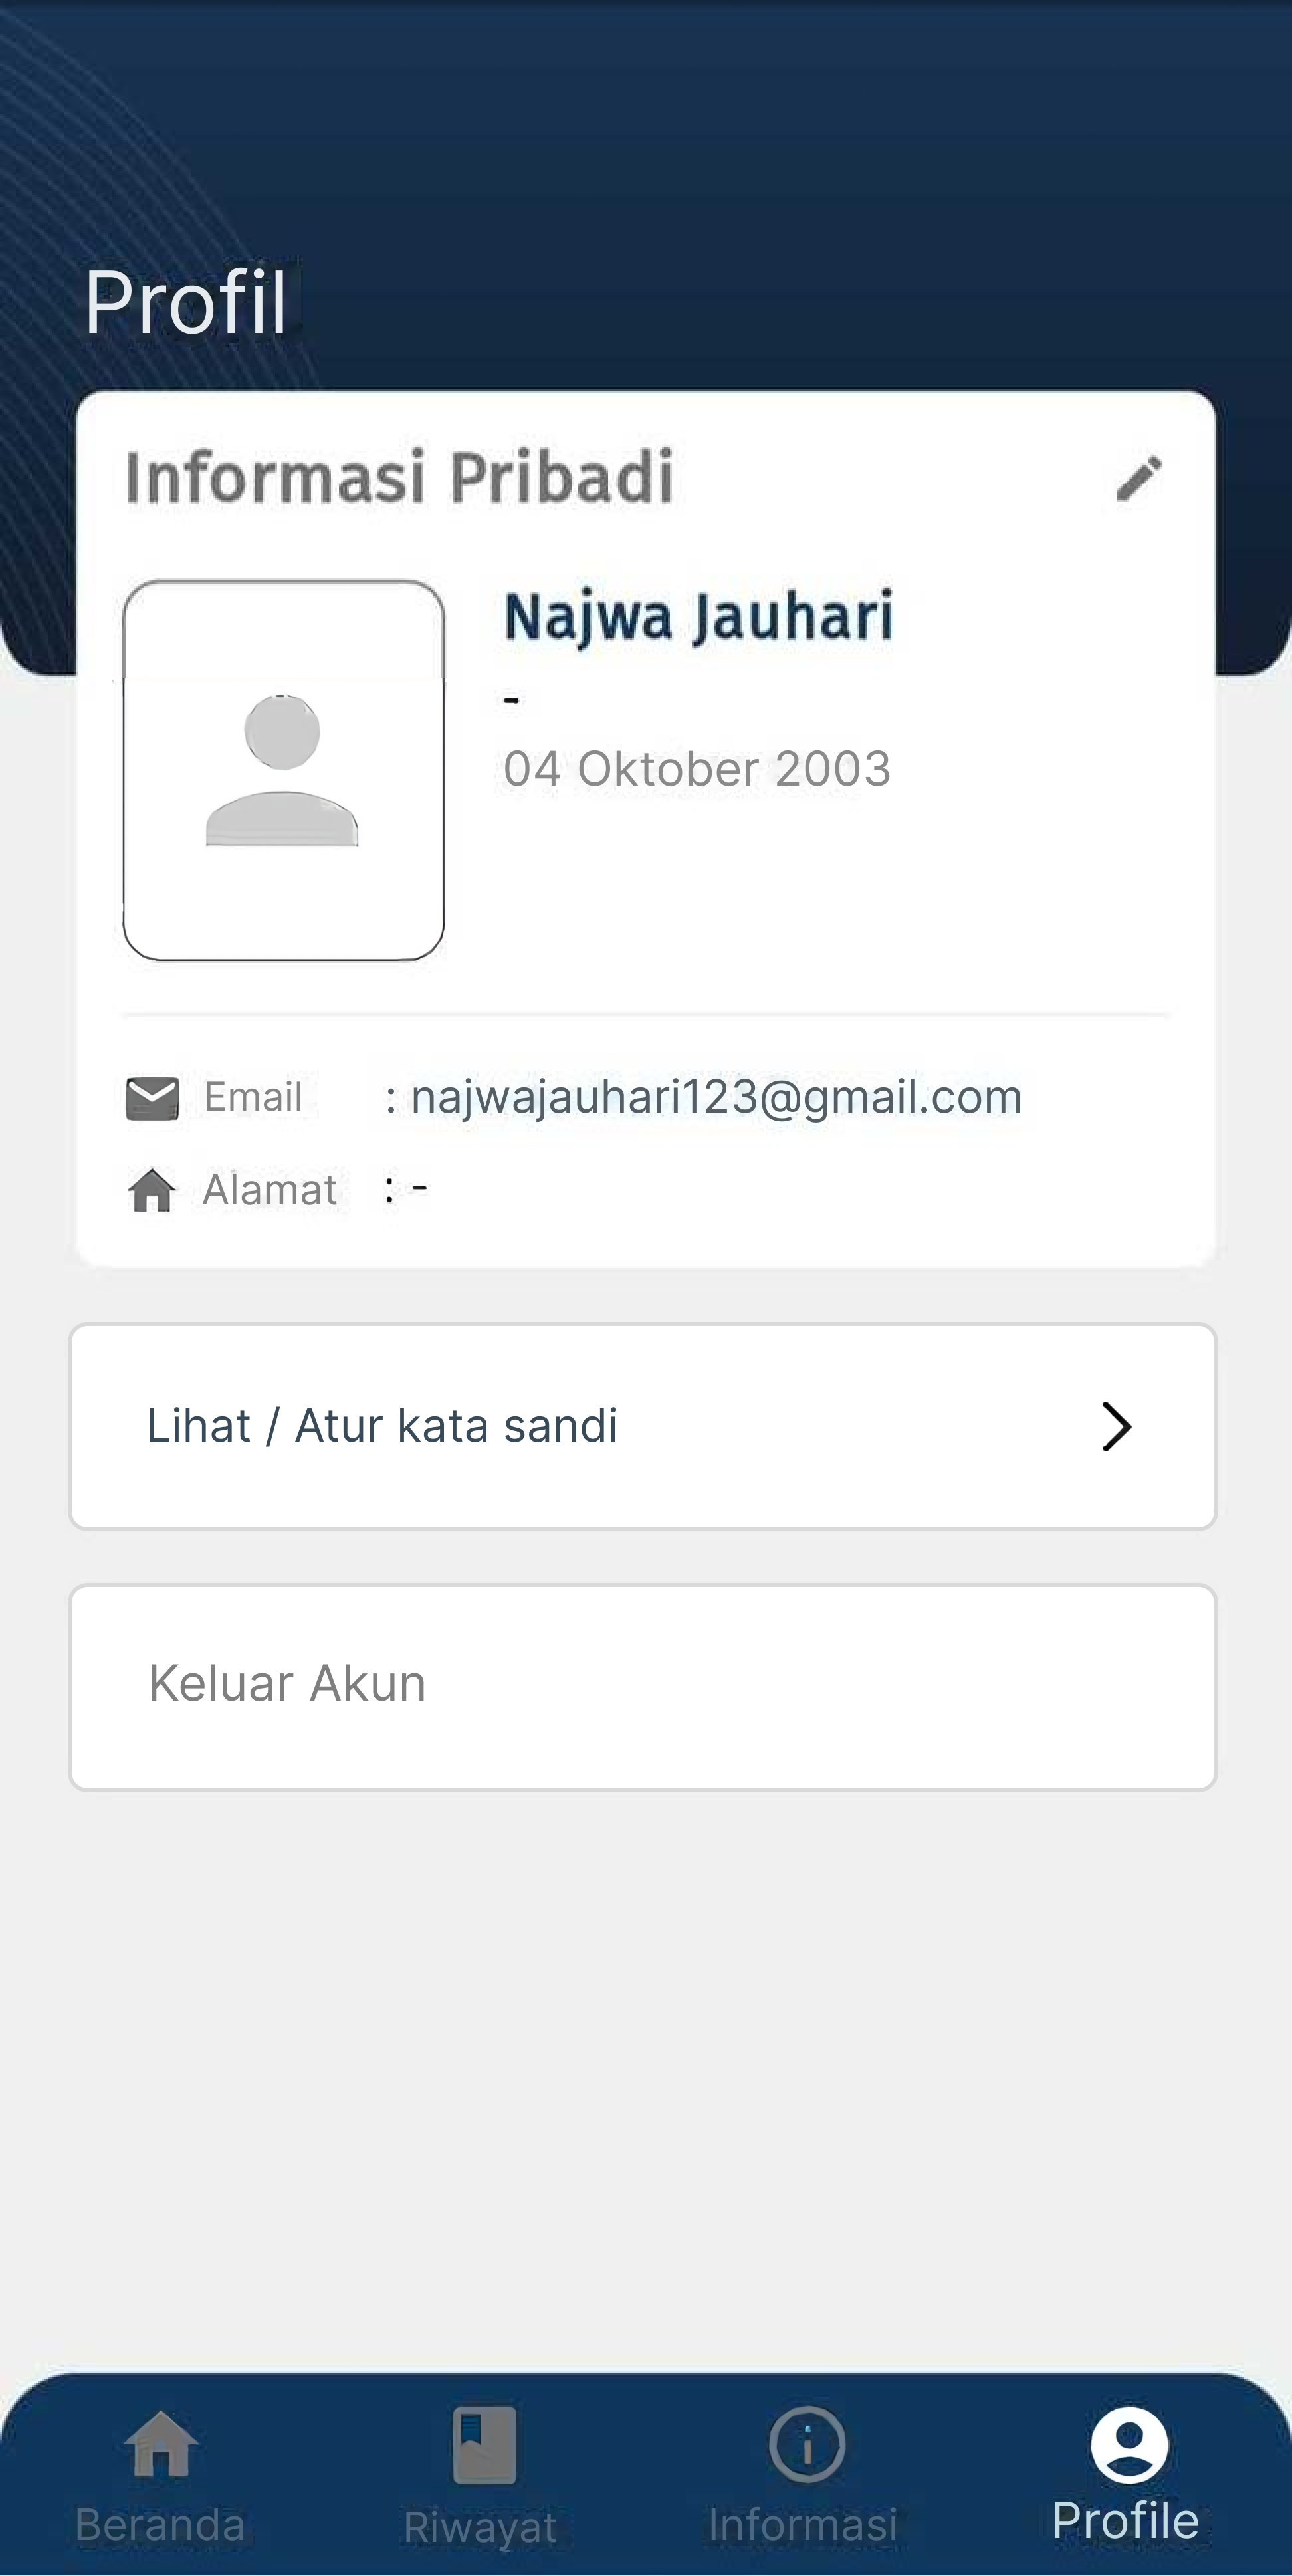 Profil
Informasi Pribadi
Najwa Jauhari
-
04 Oktober 2003
Email : najwajauhari123@gmail.com
Alamat : -
Lihat / Atur kata sandi
Keluar Akun
Beranda Riwayat Informasi Profile